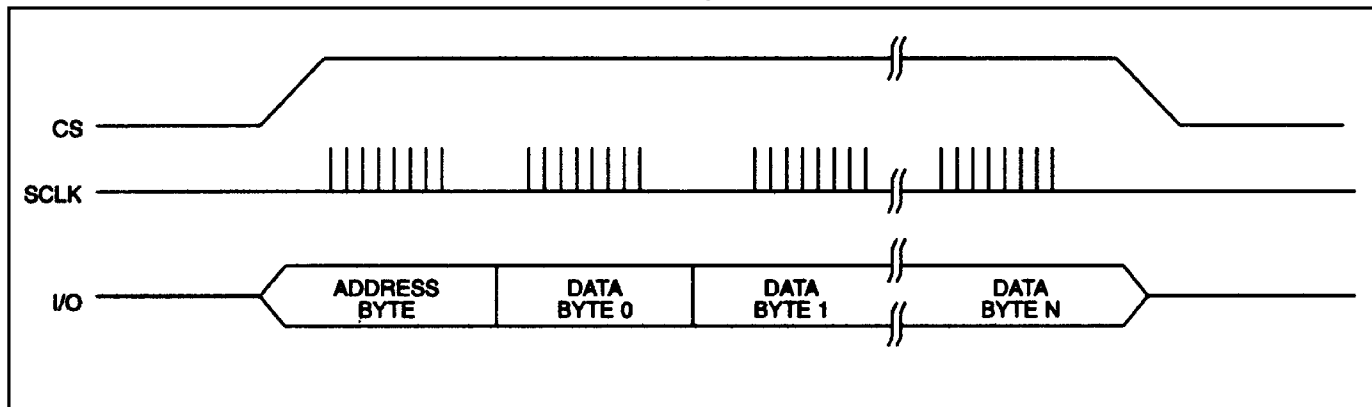 CS
SCLK
I/O
ADDRESS
BYTE
DATA
BYTE 0
DATA
BYTE 1
DATA
BYTE N